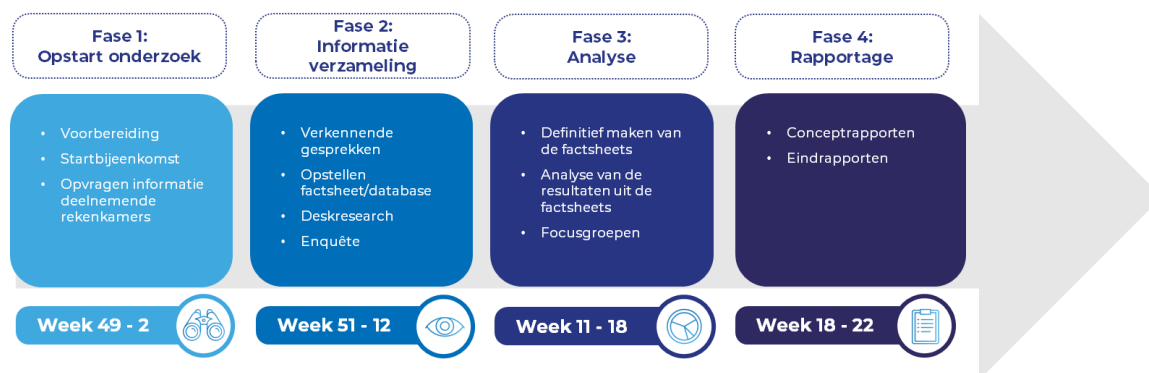 Fase 1:
Opstart onderzoek
Fase 2:
Informatie
verzameling
Fase 3:
Analyse
Fase 4:
Rapportage
• Voorbereiding
• Startbijeenkomst
• Opvragen informatie
deelnemende
rekenkamers
• Verkennende
gesprekken
• Opstellen
factsheet/database
• Deskresearch
• Enquête
• Definitief maken van
de factsheets
• Analyse van de
resultaten uit de
factsheets
• Focusgroepen
• Conceptrapporten
• Eindrapporten
Week 49 - 2
Week 51 - 12
Week 11 - 18
Week 18 - 22